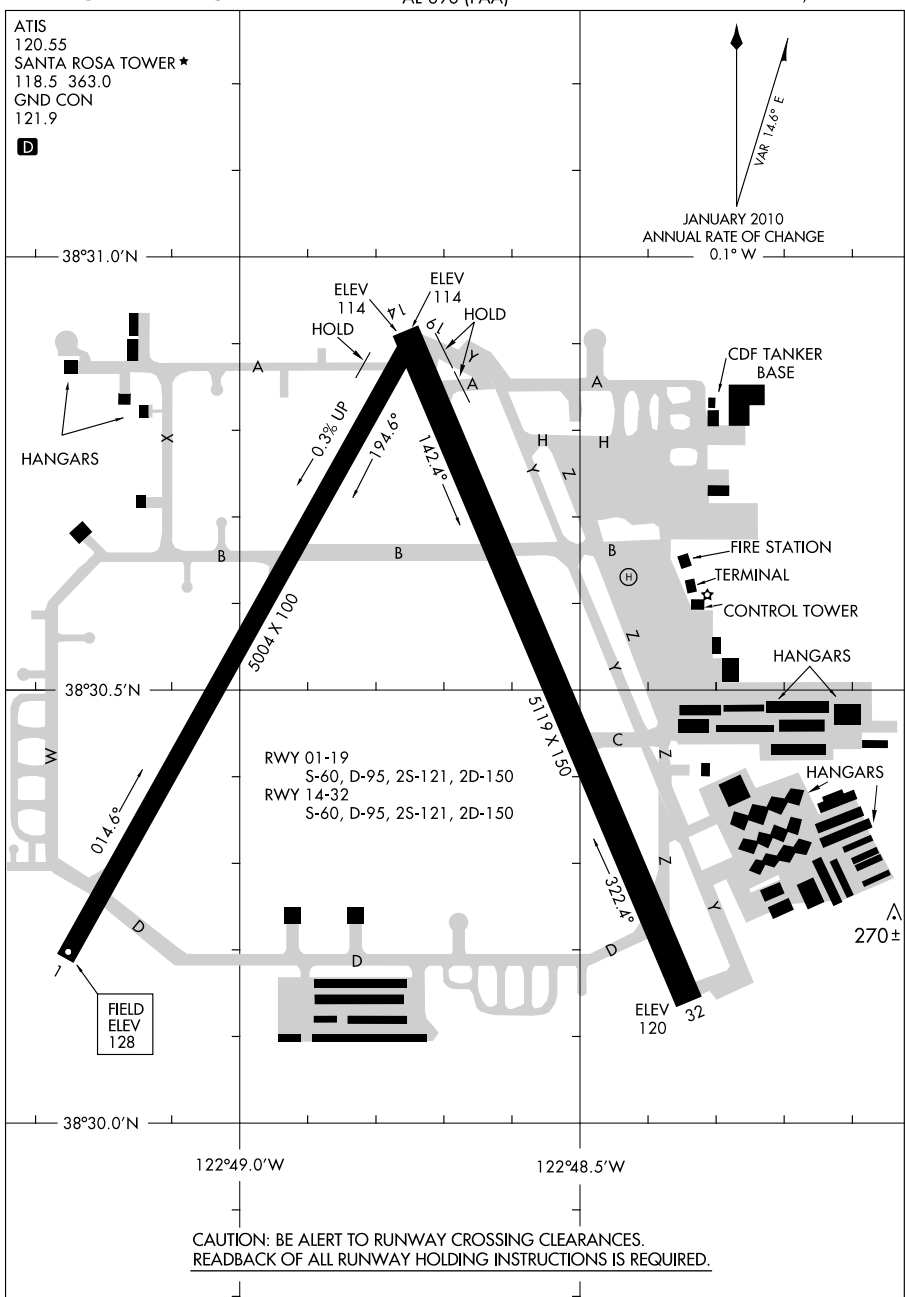 AL-696 (FAA)
ATIS
120.55
SANTA ROSA TOWER ★
118.5 363.0
GND CON
121.9
D
VAR 14.6° E
JANUARY 2010
ANNUAL RATE OF CHANGE
0.1° W
38°31.0'N
ELEV
114
ELEV
114
HOLD
14
19
HOLD
Y
A
A
A
CDF TANKER
BASE
HANGARS
X
0.3% UP
194.6°
142.4°
H
H
Y
Z
B
B
B
H
FIRE STATION
TERMINAL
CONTROL TOWER
5004 X 100
Z
Y
HANGARS
38°30.5'N
5119 X 150
C
Z
W
RWY 01-19
S-60, D-95, 2S-121, 2D-150
RWY 14-32
S-60, D-95, 2S-121, 2D-150
HANGARS
014.6°
322.4°
Z
Y
D
D
D
270±
1
FIELD
ELEV
128
ELEV
120
32
38°30.0'N
122°49.0'W
122°48.5'W
CAUTION: BE ALERT TO RUNWAY CROSSING CLEARANCES.
READBACK OF ALL RUNWAY HOLDING INSTRUCTIONS IS REQUIRED.